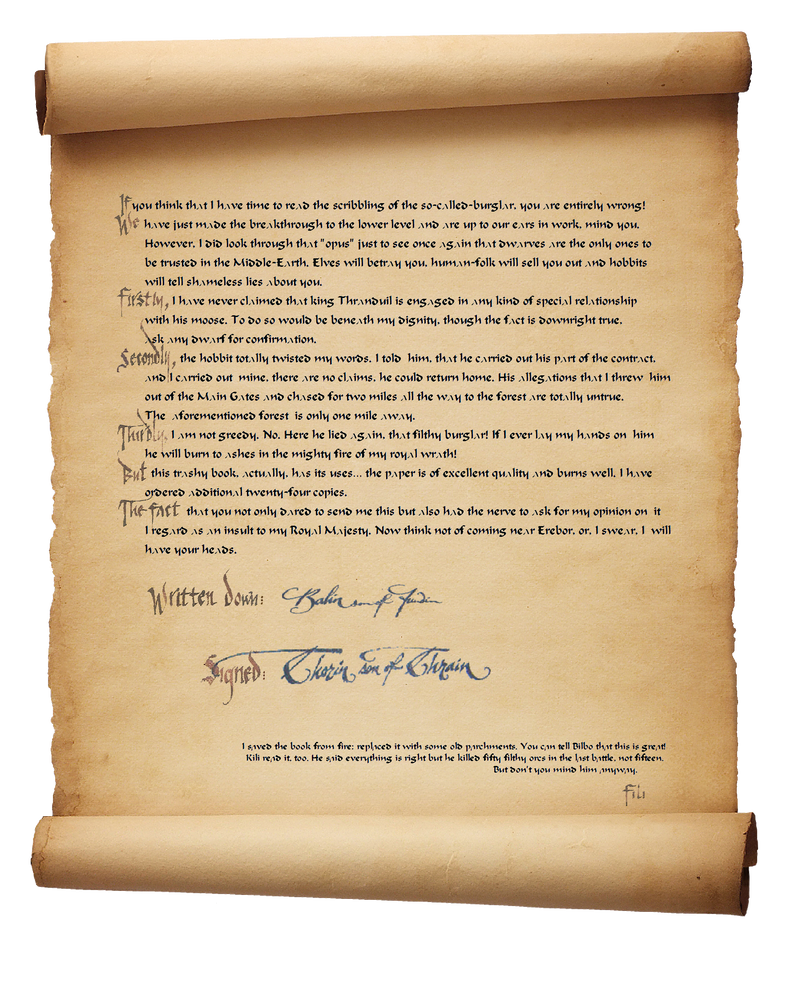 If you think that I have time to read the scribbling of the so-called-burglar, you are entirely wrong!
We have just made the breakthrough to the lower level and are up to our ears in work, mind you.
However, I did look through that "opus" just to see once again that dwarves are the only ones to
be trusted in the Middle-Earth. Elves will betray you, human-folk will sell you out and hobbits
will tell shameless lies about you.
Firstly, I have never claimed that king Thranduil is engaged in any kind of special relationship
with his moose. To do so would be beneath my dignity, though the fact is downright true.
Ask any dwarf for confirmation.
Secondly, the hobbit totally twisted my words. I told him, that he carried out his part of the contract,
and I carried out mine, there are no claims, he could return home. His allegations that I threw him
out of the Main Gates and chased for two miles all the way to the forest are totally untrue.
The aforementioned forest is only one mile away.
Thirdly, I am not greedy. No. Here he lied again, that filthy burglar! If I ever lay my hands on him
he will burn to ashes in the mighty fire of my royal wrath!
But this trashy book, actually, has its uses... the paper is of excellent quality and burns well, I have
ordered additional twenty-four copies.
The fact that you not only dared to send me this but also had the nerve to ask for my opinion on it
I regard as an insult to my Royal Majesty. Now think not of coming near Erebor, or, I swear, I will
have your heads.
Written down: Balin son of Fundin
Signed: Thorin son of Thrain
I saved the book from fire; replaced it with some old parchments. You can tell Bilbo that this is great!
Kili read it, too. He said everything is right but he killed fifty filthy orcs in the last battle, not fifteen.
But don't you mind him anyway.
Fili